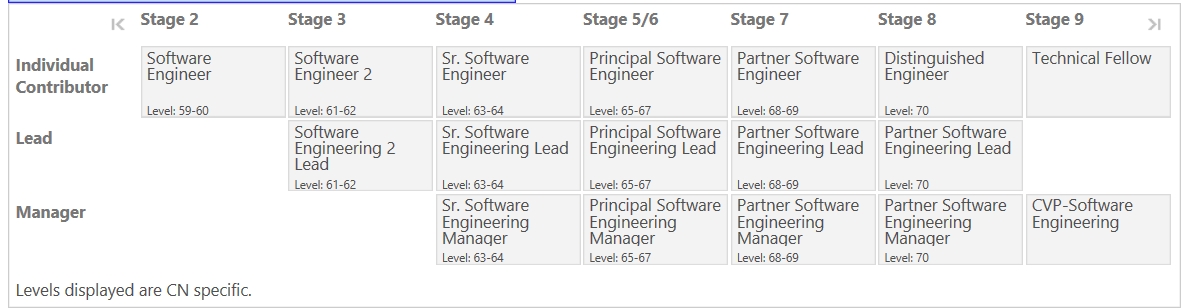 Stage 2 Stage 3 Stage 4 Stage 5/6 Stage 7 Stage 8 Stage 9
Individual
Contributor
Software
Engineer
Level: 59-60
Software
Engineer 2
Level: 61-62
Sr. Software
Engineer
Level: 63-64
Principal Software
Engineer
Level: 65-67
Partner Software
Engineer
Level: 68-69
Distinguished
Engineer
Level: 70
Technical Fellow
Lead
Software
Engineering 2
Lead
Level: 61-62
Sr. Software
Engineering Lead
Level: 63-64
Principal Software
Engineering Lead
Level: 65-67
Partner Software
Engineering Lead
Level: 68-69
Partner Software
Engineering Lead
Level: 70
Manager
Sr. Software
Engineering
Manager
Level: 63-64
Principal Software
Engineering
Manager
Level: 65-67
Partner Software
Engineering
Manager
Level: 68-69
Partner Software
Engineering
Manager
Level: 70
CVP-Software
Engineering
Levels displayed are CN specific.